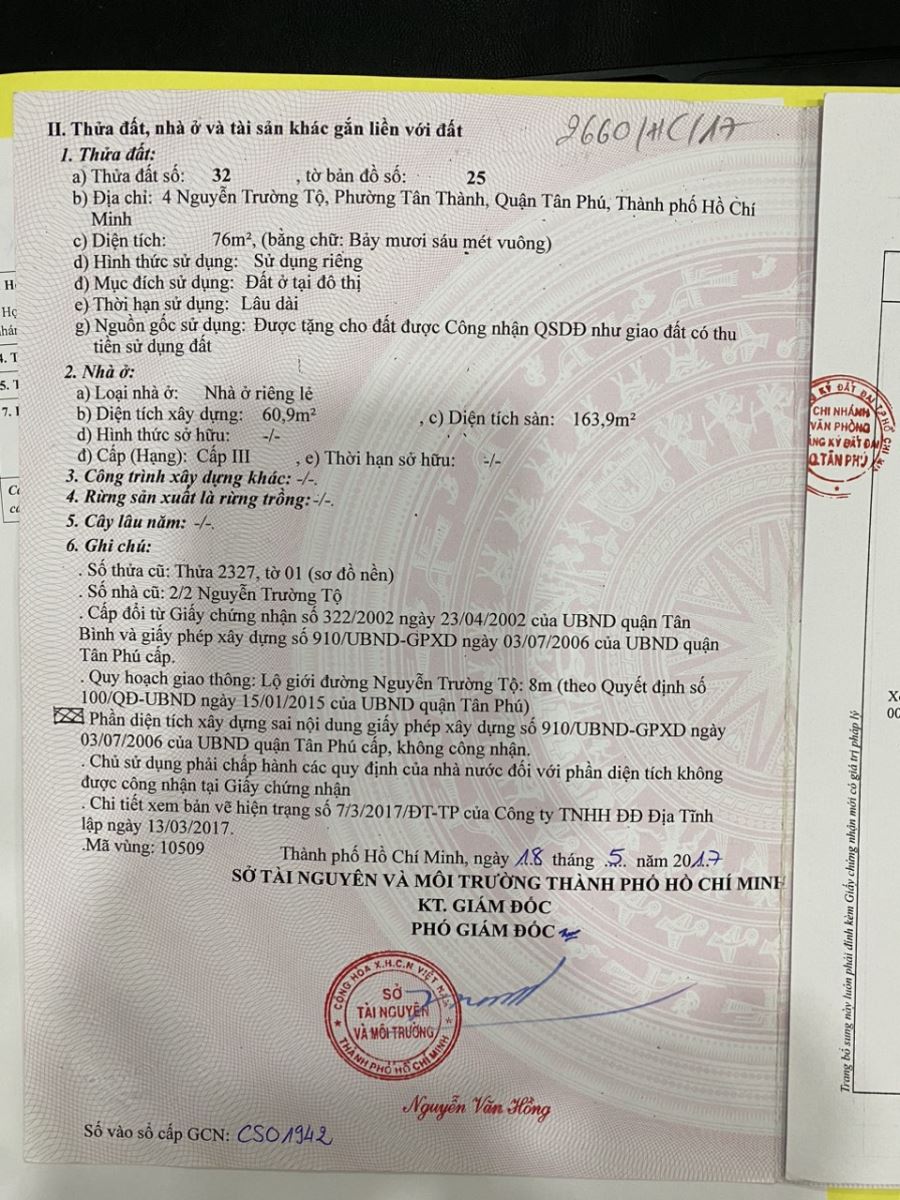 9660/HC/17
II. Thửa đất, nhà ở và tài sản khác gắn liền với đất
1. Thửa đất:
a) Thửa đất số: 32 , tờ bản đồ số: 25
b) Địa chỉ: 4 Nguyễn Trường Tộ, Phường Tân Thành, Quận Tân Phú, Thành phố Hồ Chí
Minh
c) Diện tích: 76m², (bằng chữ: Bảy mươi sáu mét vuông)
d) Hình thức sử dụng: Sử dụng riêng
đ) Mục đích sử dụng: Đất ở tại đô thị
e) Thời hạn sử dụng: Lâu dài
g) Nguồn gốc sử dụng: Được tặng cho đất được Công nhận QSDĐ như giao đất có thu
tiền sử dụng đất
2. Nhà ở:
a) Loại nhà ở: Nhà ở riêng lẻ
b) Diện tích xây dựng: 60,9m² , c) Diện tích sàn: 163,9m²
d) Hình thức sở hữu: -/-
đ) Cấp (Hạng): Cấp III , e) Thời hạn sở hữu: -/-
3. Công trình xây dựng khác: -/-.
4. Rừng sản xuất là rừng trồng: -/-.
5. Cây lâu năm: -/-.
6. Ghi chú:
. Số thửa cũ: Thửa 2327, tờ 01 (sơ đồ nền)
. Số nhà cũ: 2/2 Nguyễn Trường Tộ
. Cấp đổi từ Giấy chứng nhận số 322/2002 ngày 23/04/2002 của UBND quận Tân
Bình và giấy phép xây dựng số 910/UBND-GPXD ngày 03/07/2006 của UBND quận
Tân Phú cấp.
. Quy hoạch giao thông: Lộ giới đường Nguyễn Trường Tộ: 8m (theo Quyết định số
100/QĐ-UBND ngày 15/01/2015 của UBND quận Tân Phú)
Phần diện tích xây dựng sai nội dung giấy phép xây dựng số 910/UBND-GPXD ngày
03/07/2006 của UBND quận Tân Phú cấp, không công nhận.
. Chủ sử dụng phải chấp hành các quy định của nhà nước đối với phần diện tích không
được công nhận tại Giấy chứng nhận
. Chi tiết xem bản vẽ hiện trạng số 7/3/2017/ĐT-TP của Công ty TNHH ĐĐ Địa Tĩnh
lập ngày 13/03/2017.
.Mã vùng: 10509
Thành phố Hồ Chí Minh, ngày 18 tháng 5 năm 2017
SỞ TÀI NGUYÊN VÀ MÔI TRƯỜNG THÀNH PHỐ HỒ CHÍ MINH
KT. GIÁM ĐỐC
PHÓ GIÁM ĐỐC
CỘNG HÒA X.H.C.N VIỆT NAM
SỞ
TÀI NGUYÊN
VÀ MÔI TRƯỜNG
THÀNH PHỐ HỒ CHÍ MINH
Nguyễn Văn Hồng
Số vào sổ cấp GCN: CS01942
CHI NHÁNH
VĂN PHÒNG
ĐĂNG KÝ ĐẤT ĐAI
Q.TÂN PHÚ
Trang bổ sung này luôn phải đính kèm Giấy chứng nhận mới có giá trị pháp lý